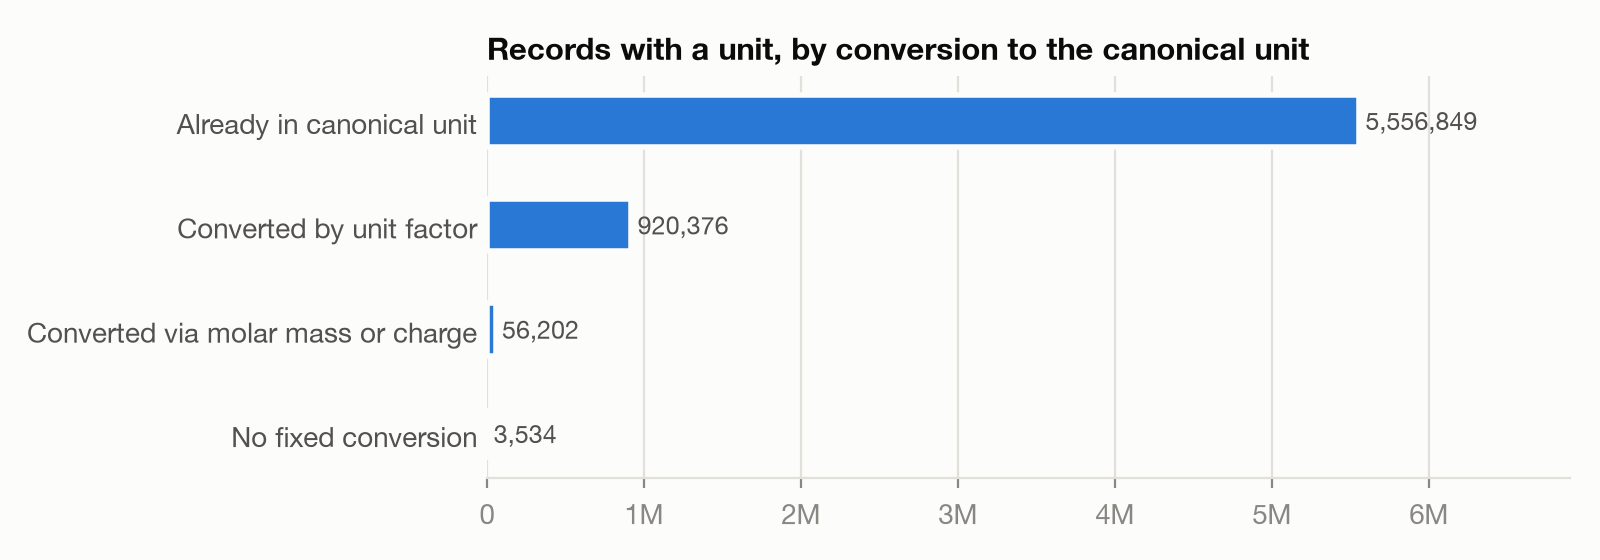 Records with a unit, by conversion to the canonical unit
Already in canonical unit 5,556,849
Converted by unit factor 920,376
Converted via molar mass or charge 56,202
No fixed conversion 3,534
0 1M 2M 3M 4M 5M 6M